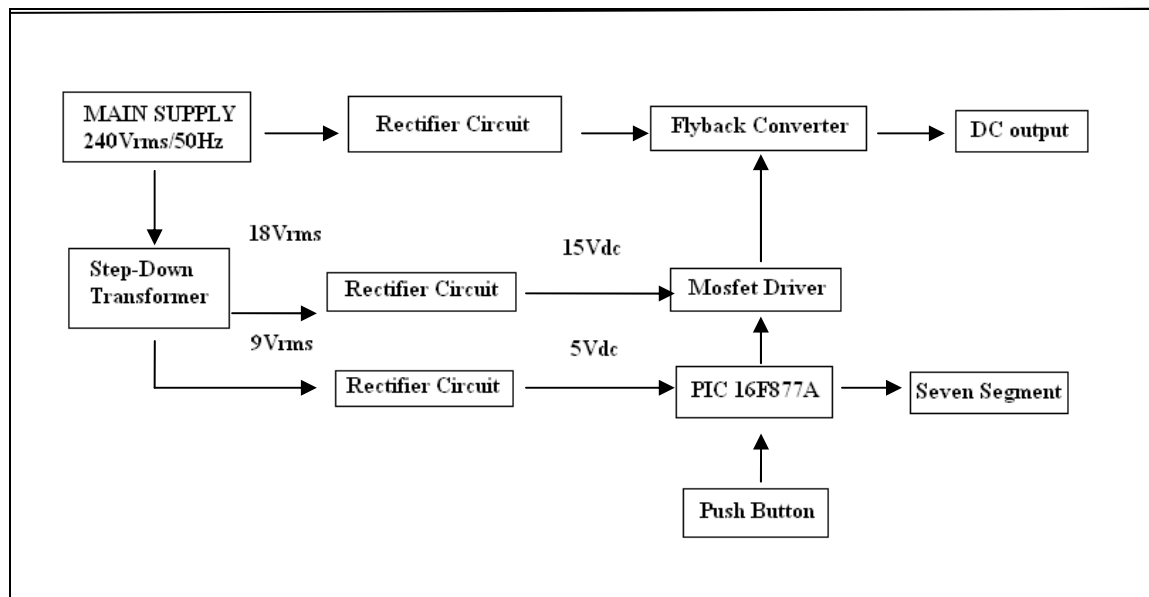 MAIN SUPPLY
240Vrms/50Hz
Rectifier Circuit
Flyback Converter
DC output
18Vrms
15Vdc
Step-Down
Transformer
Rectifier Circuit
Mosfet Driver
9Vrms
5Vdc
Rectifier Circuit
PIC 16F877A
Seven Segment
Push Button